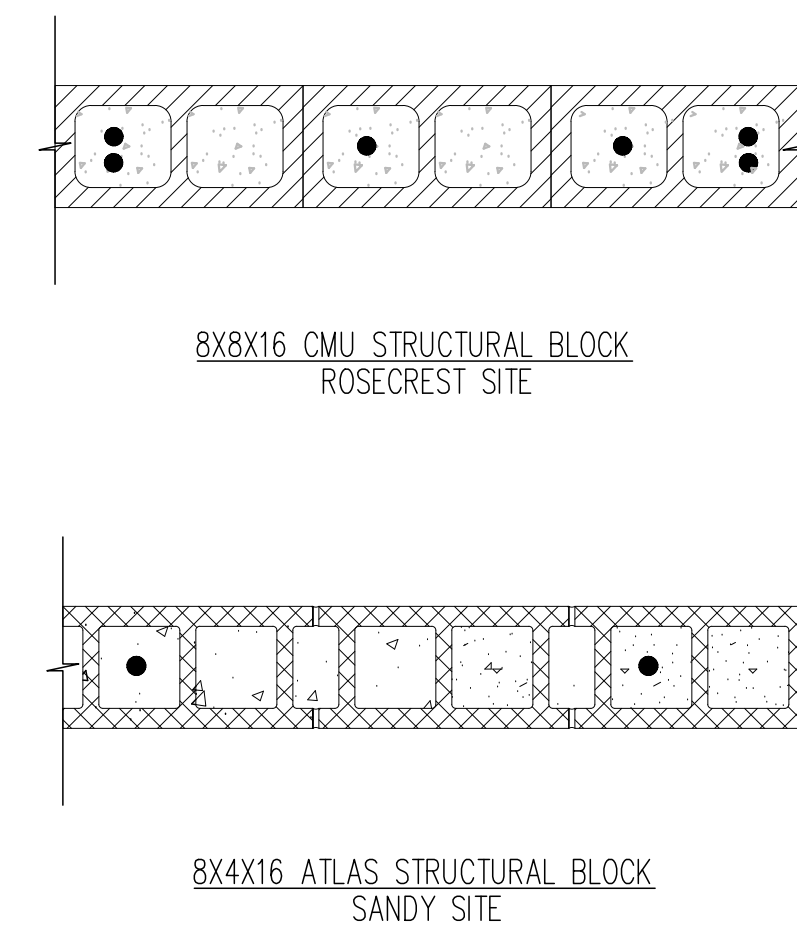 8X8X16 CMU STRUCTURAL BLOCK
ROSECREST SITE
8X4X16 ATLAS STRUCTURAL BLOCK
SANDY SITE